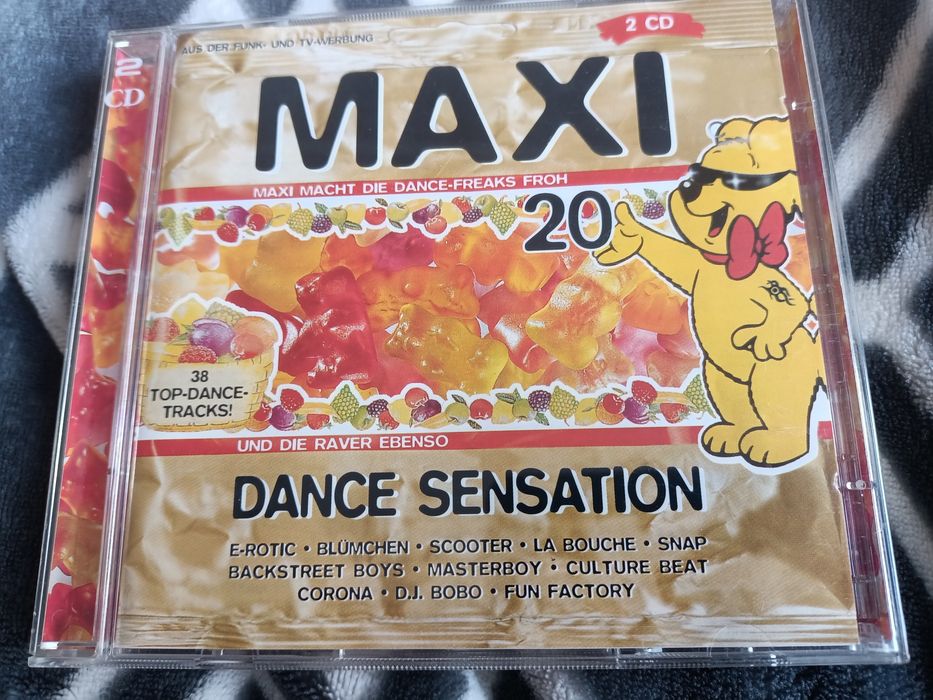 AUS DER FUNK- UND TV-WERBUNG
2 CD
2
CD
MAXI
MAXI MACHT DIE DANCE-FREAKS FROH
20
38
TOP-DANCE-
TRACKS!
UND DIE RAVER EBENSO
DANCE SENSATION
E-ROTIC • BLÜMCHEN • SCOOTER • LA BOUCHE • SNAP
BACKSTREET BOYS • MASTERBOY • CULTURE BEAT
CORONA • D.J. BOBO • FUN FACTORY